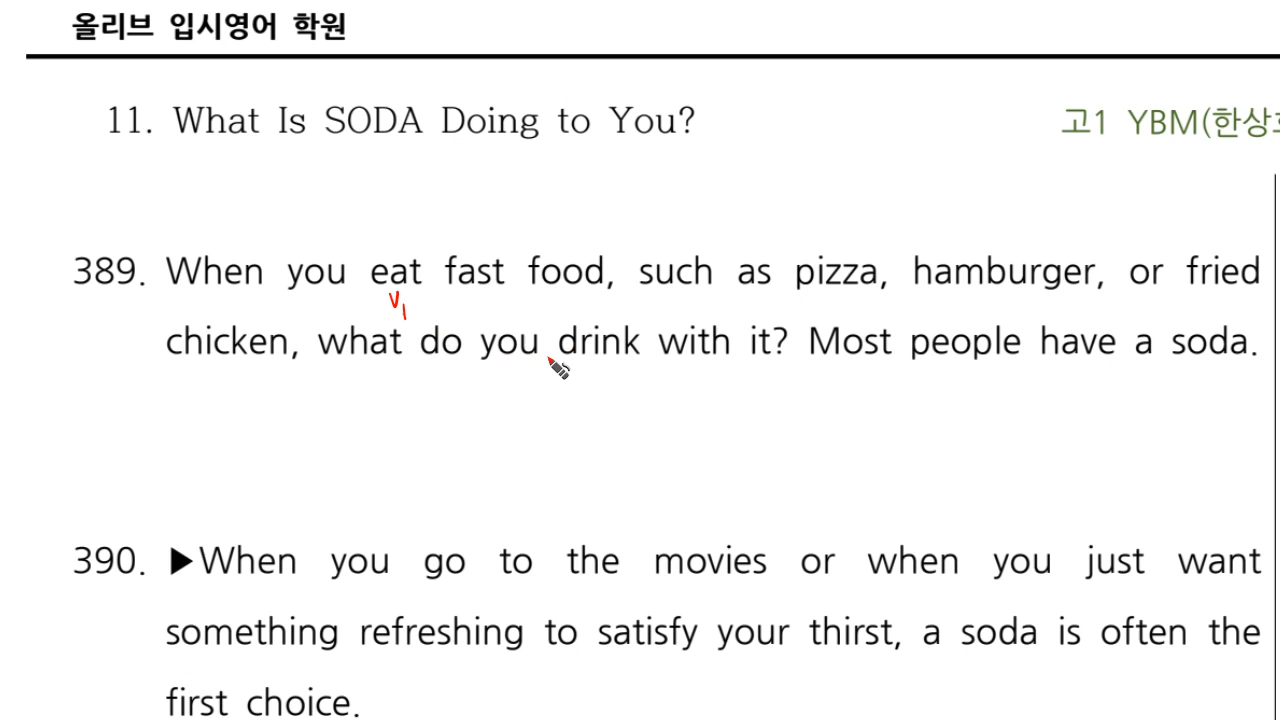 올리브 입시영어 학원
11. What Is SODA Doing to You?
고1 YBM(한상
389. When you eat fast food, such as pizza, hamburger, or fried
V1
chicken, what do you drink with it? Most people have a soda.
390. ▶When you go to the movies or when you just want
something refreshing to satisfy your thirst, a soda is often the
first choice.